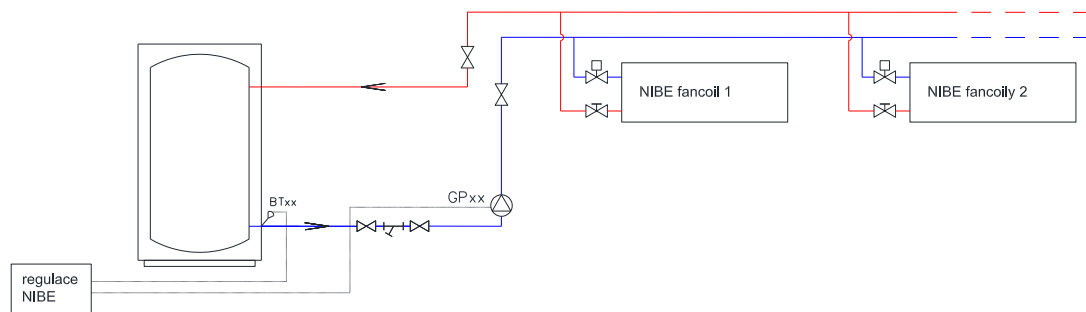 NIBE fancoil 1
NIBE fancoily 2
BTxx
GPxx
regulace
NIBE